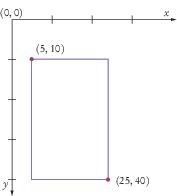 (0, 0)
x
(5, 10)
(25, 40)
y